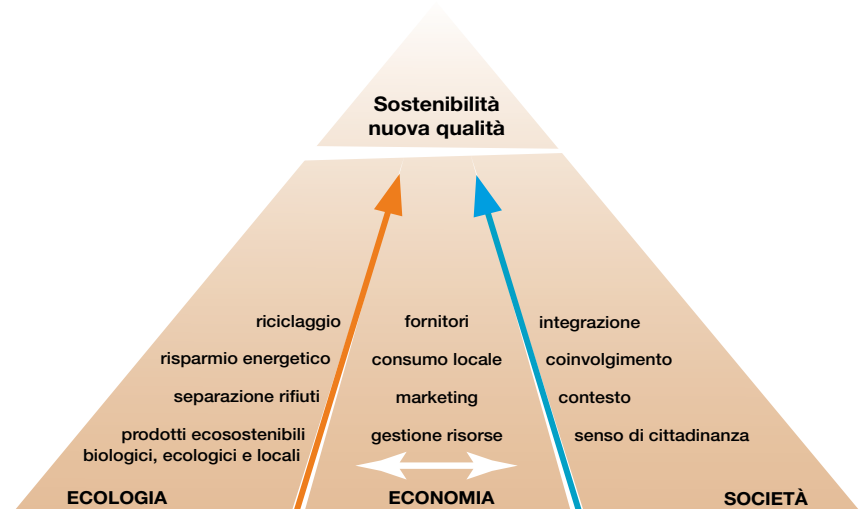 Sostenibilità
nuova qualità
riciclaggio
risparmio energetico
separazione rifiuti
prodotti ecosostenibili
biologici, ecologici e locali
ECOLOGIA
fornitori
consumo locale
marketing
gestione risorse
ECONOMIA
integrazione
coinvolgimento
contesto
senso di cittadinanza
SOCIETÀ